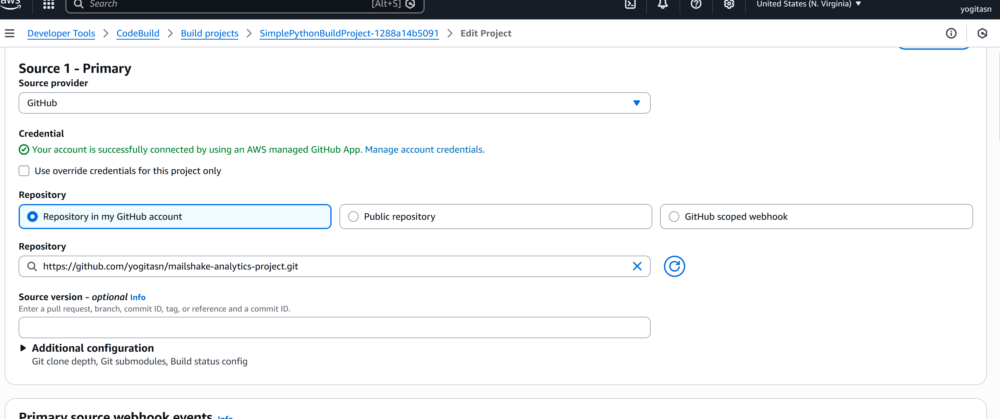 aws
Search [Alt+S]
United States (N. Virginia)
yogitasn
Developer Tools > CodeBuild > Build projects > SimplePythonBuildProject-1288a14b5091 > Edit Project
Source 1 - Primary
Source provider
GitHub
Credential
Your account is successfully connected by using an AWS managed GitHub App. Manage account credentials.
Use override credentials for this project only
Repository
Repository in my GitHub account
Public repository
GitHub scoped webhook
Repository
https://github.com/yogitasn/mailshake-analytics-project.git
Source version - optional Info
Enter a pull request, branch, commit ID, tag, or reference and a commit ID.
Additional configuration
Git clone depth, Git submodules, Build status config
Primary source webhook events Info